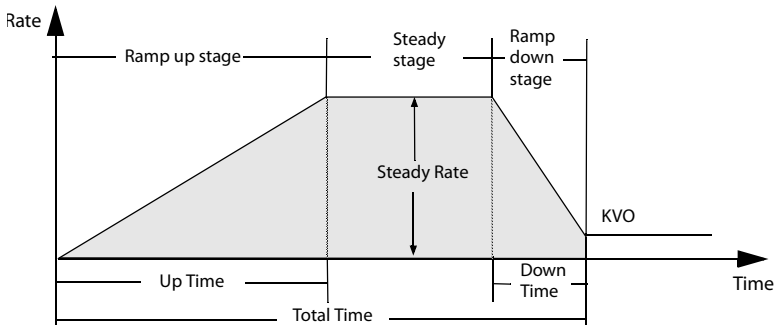 Rate
Ramp up stage
Steady
stage
Ramp
down
stage
Steady Rate
KVO
Up Time
Down
Time
Time
Total Time